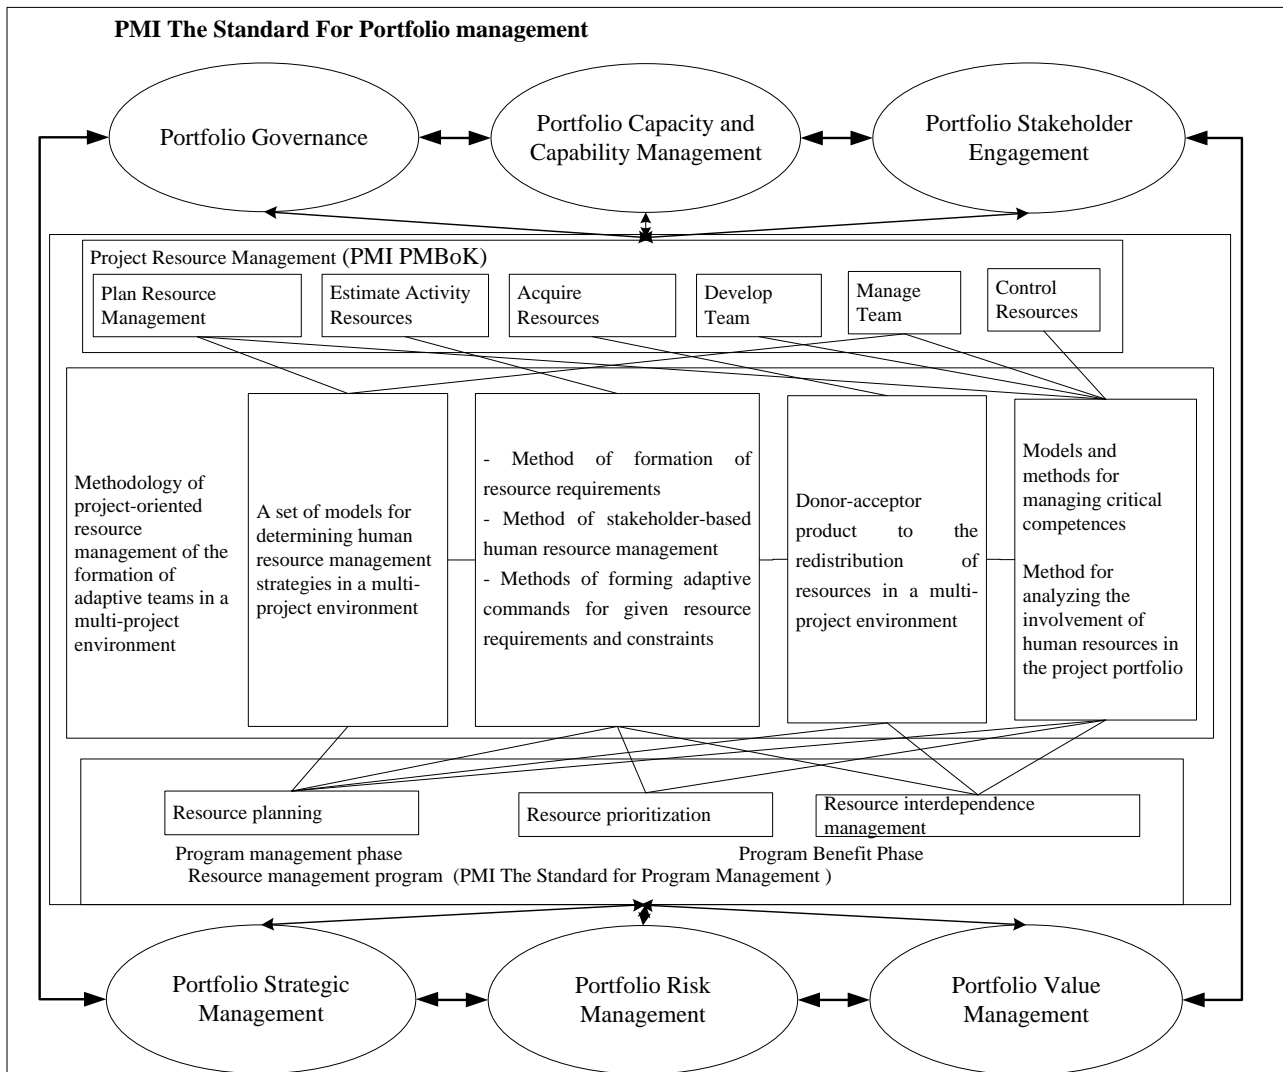 PMI The Standard For Portfolio management
Portfolio Governance
Portfolio Capacity and
Capability Management
Portfolio Stakeholder
Engagement
Project Resource Management (PMI PMBoK)
Plan Resource
Management
Estimate Activity
Resources
Acquire
Resources
Develop
Team
Manage
Team
Control
Resources
Methodology of
project-oriented
resource
management of the
formation of
adaptive teams in a
multi-project
environment
A set of models for
determining human
resource management
strategies in a multi-
project environment
- Method of formation of
resource requirements
- Method of stakeholder-based
human resource management
- Methods of forming adaptive
commands for given resource
requirements and constraints
Donor-acceptor
product to the
redistribution of
resources in a multi-
project environment
Models and
methods for
managing critical
competences
Method for
analyzing the
involvement of
human resources in
the project portfolio
Resource planning
Resource prioritization
Resource interdependence
management
Program management phase
Program Benefit Phase
Resource management program (PMI The Standard for Program Management )
Portfolio Strategic
Management
Portfolio Risk
Management
Portfolio Value
Management